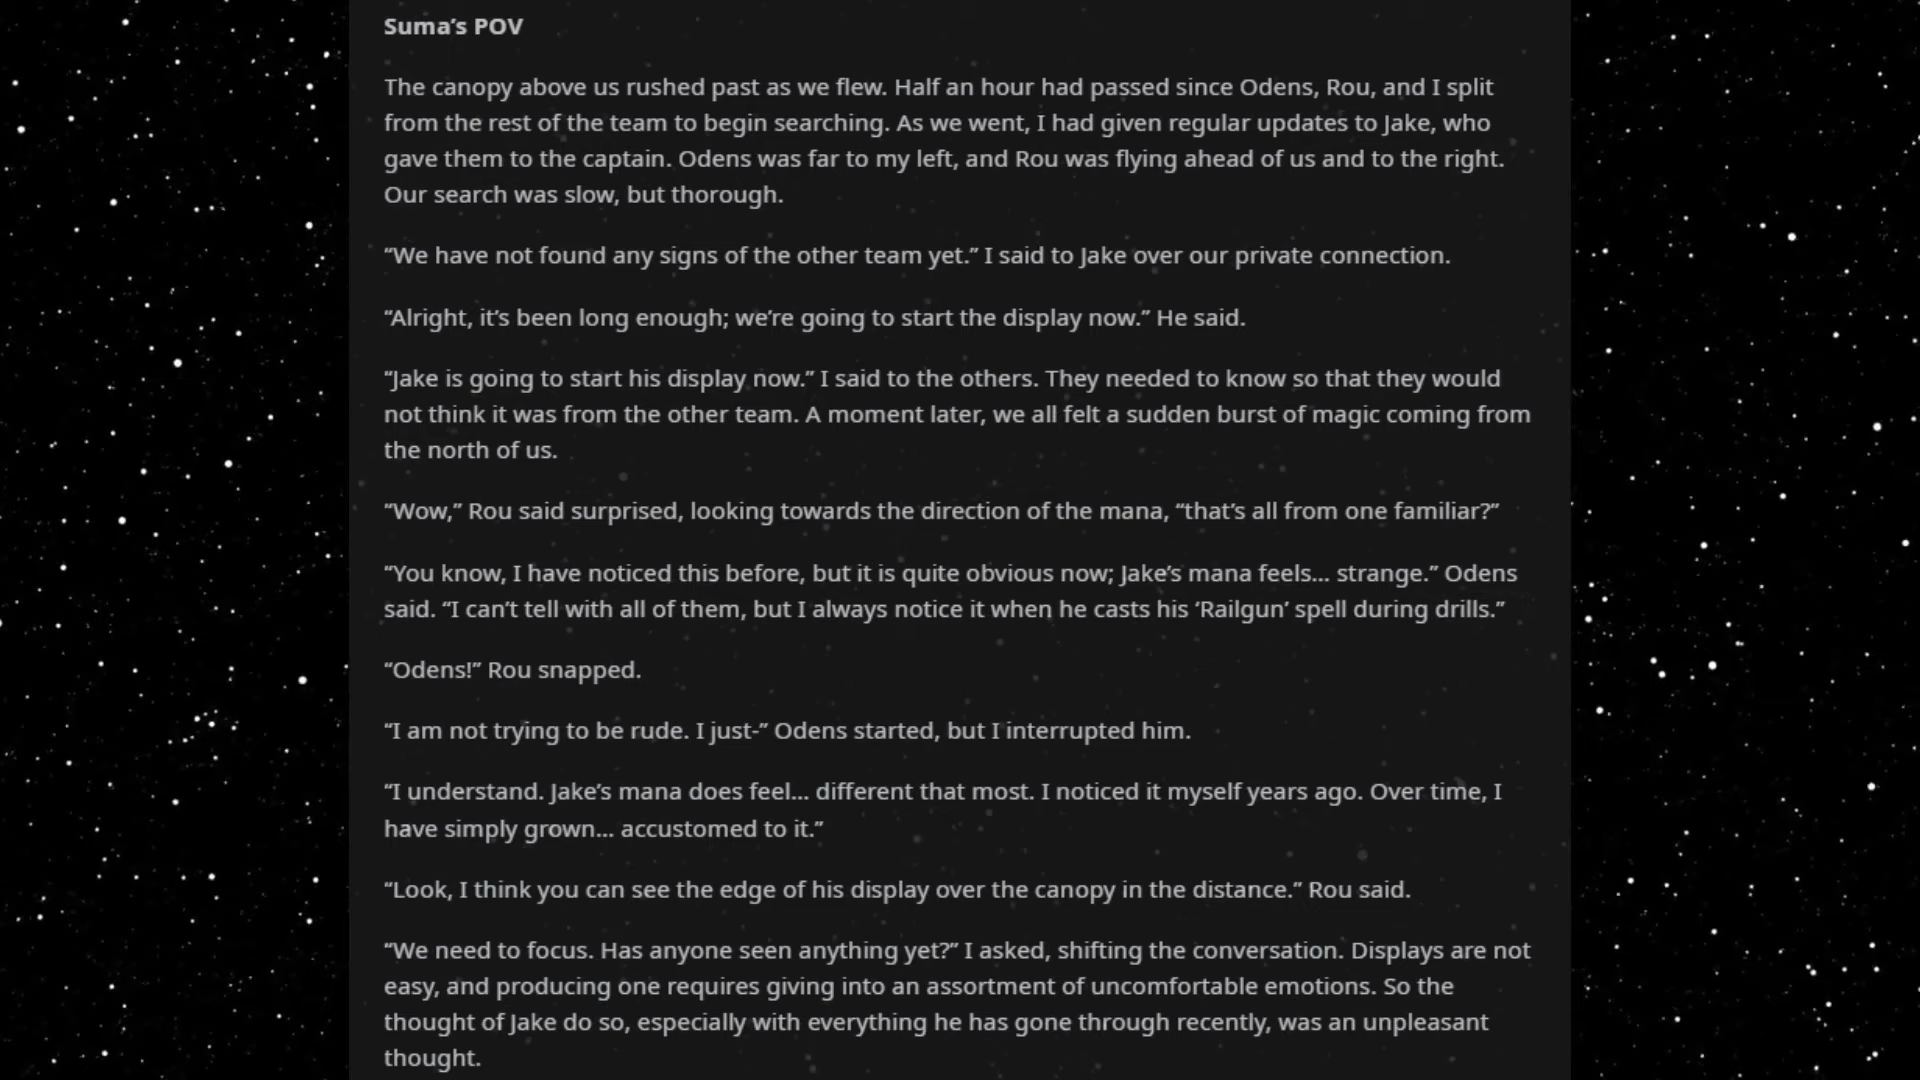 Suma’s POV
The canopy above us rushed past as we flew. Half an hour had passed since Odens, Rou, and I split
from the rest of the team to begin searching. As we went, I had given regular updates to Jake, who
gave them to the captain. Odens was far to my left, and Rou was flying ahead of us and to the right.
Our search was slow, but thorough.
“We have not found any signs of the other team yet.” I said to Jake over our private connection.
“Alright, it’s been long enough; we’re going to start the display now.” He said.
“Jake is going to start his display now.” I said to the others. They needed to know so that they would
not think it was from the other team. A moment later, we all felt a sudden burst of magic coming from
the north of us.
“Wow,” Rou said surprised, looking towards the direction of the mana, “that’s all from one familiar?”
“You know, I have noticed this before, but it is quite obvious now; Jake’s mana feels... strange.” Odens
said. “I can’t tell with all of them, but I always notice it when he casts his ‘Railgun’ spell during drills.”
“Odens!” Rou snapped.
“I am not trying to be rude. I just-” Odens started, but I interrupted him.
“I understand. Jake’s mana does feel... different that most. I noticed it myself years ago. Over time, I
have simply grown... accustomed to it.”
“Look, I think you can see the edge of his display over the canopy in the distance.” Rou said.
“We need to focus. Has anyone seen anything yet?” I asked, shifting the conversation. Displays are not
easy, and producing one requires giving into an assortment of uncomfortable emotions. So the
thought of Jake do so, especially with everything he has gone through recently, was an unpleasant
thought.